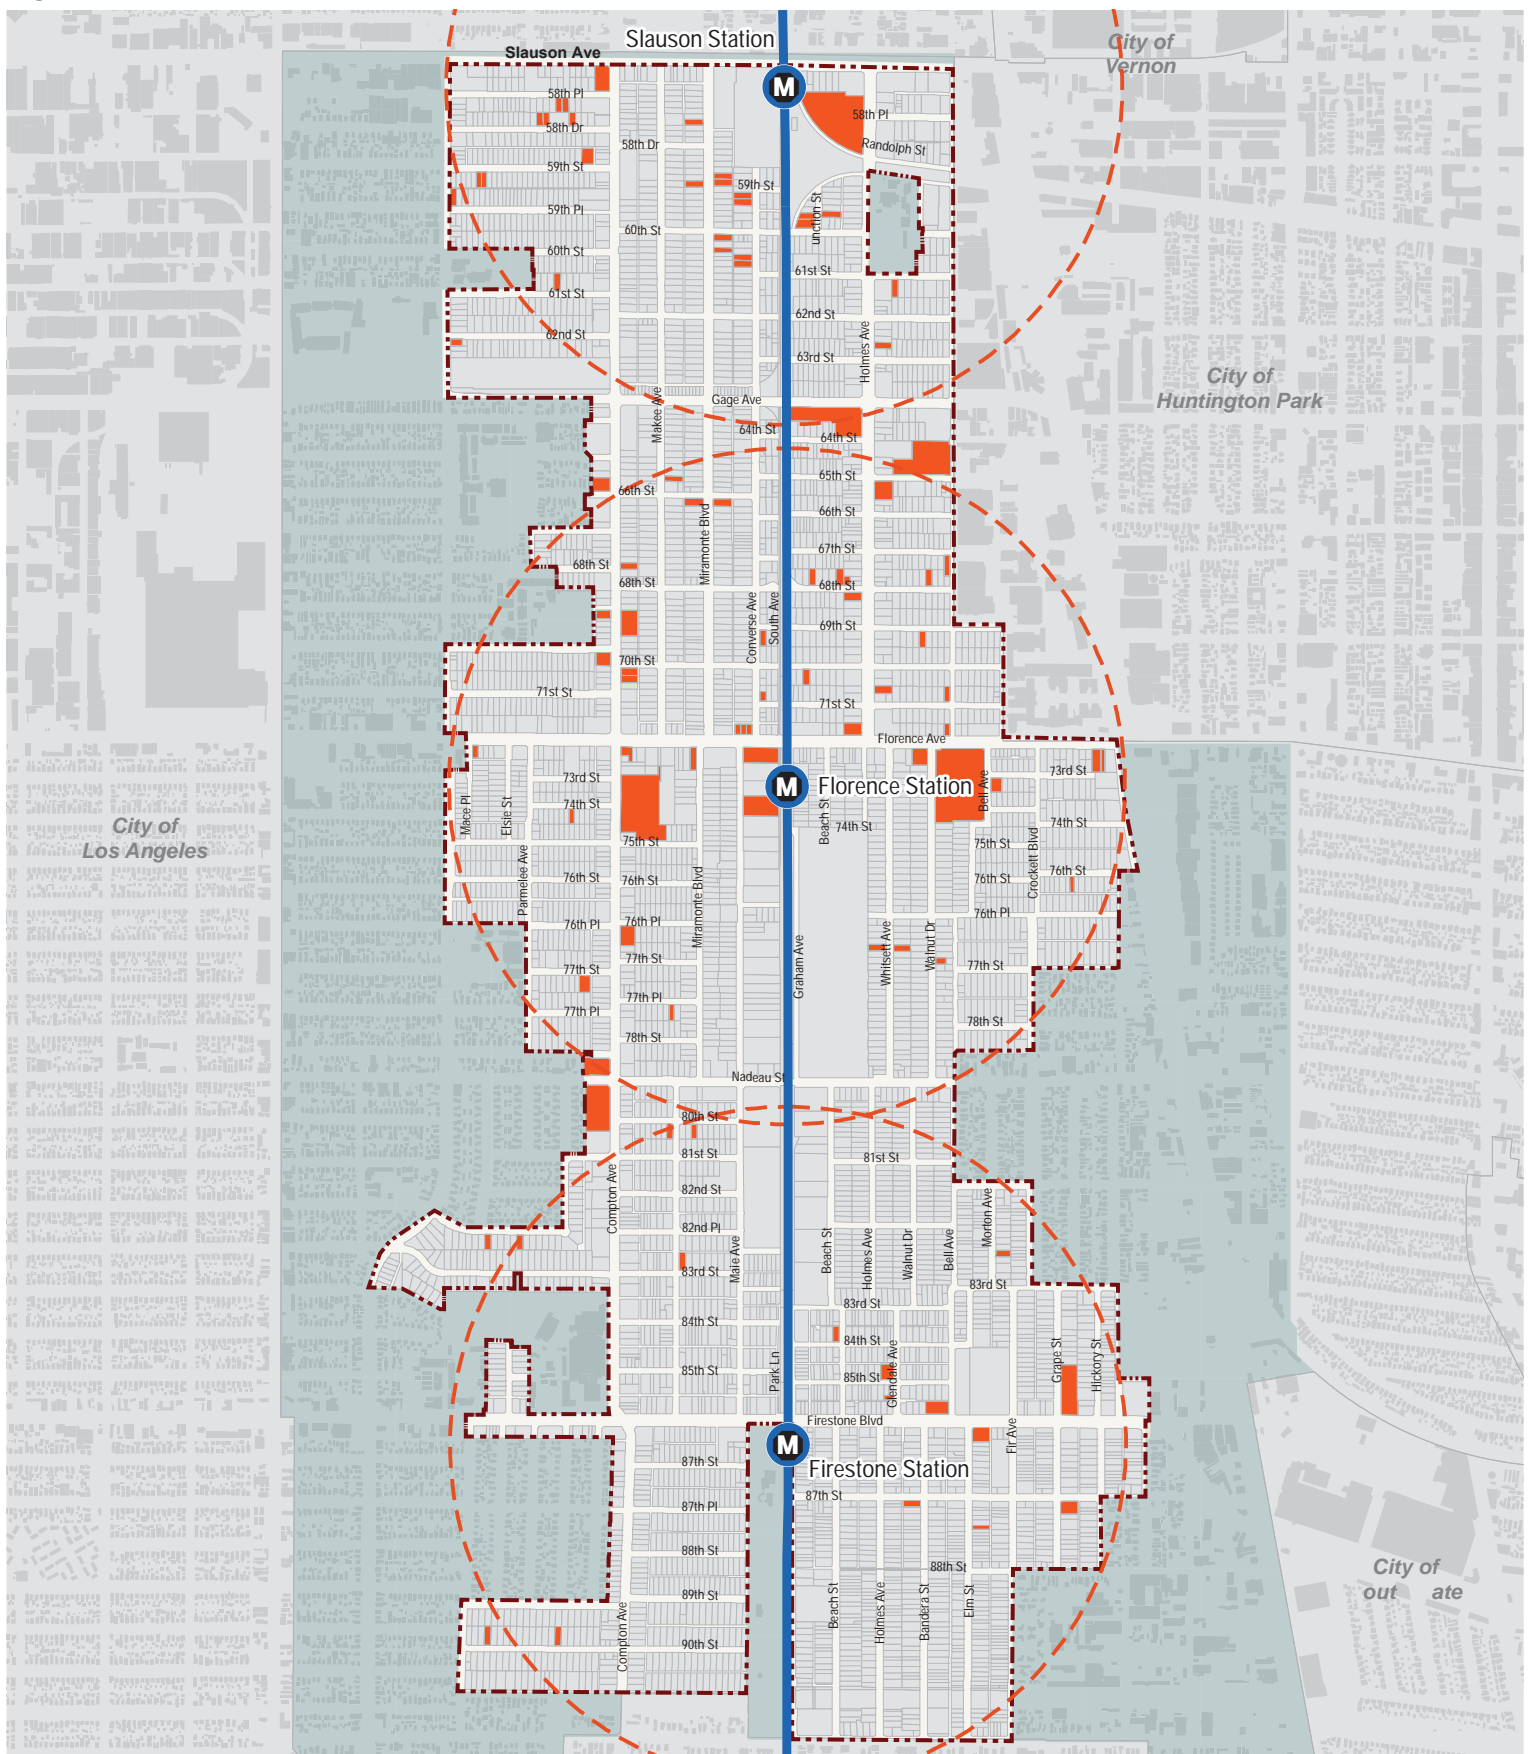 Slauson Station
Slauson Ave
City of
Vernon
M
58th Pl
58th Pl
58th Dr
58th Dr
Randolph St
59th St
59th St
59th Pl
unction St
60th St
60th St
61st St
61st St
62nd St
62nd St
63rd St
Holmes Ave
City of
Huntington Park
Gage Ave
Makee Ave
64th St
64th St
65th St
66th St
66th St
Miramonte Blvd
67th St
68th St
68th St
68th St
Converse Ave
South Ave
69th St
70th St
71st St
71st St
Florence Ave
73rd St
73rd St
M
Florence Station
Mace Pl
Elsie St
74th St
Beach St
74th St
Bell Ave
74th St
City of
Los Angeles
75th St
75th St
Crockett Blvd
Parmelee Ave
76th St
76th St
76th St
76th St
Miramonte Blvd
76th Pl
76th Pl
76th Pl
Graham Ave
Whitsett Ave
Walnut Dr
77th St
77th St
77th St
77th Pl
77th Pl
78th St
78th St
Nadeau St
80th St
81st St
81st St
Compton Ave
82nd St
82nd Pl
Maie Ave
Beach St
Holmes Ave
Walnut Dr
Bell Ave
Morton Ave
83rd St
83rd St
83rd St
84th St
84th St
Park Ln
85th St
85th St
Glendale Ave
Grape St
Hickory St
Firestone Blvd
Fir Ave
M
Firestone Station
87th St
87th St
87th Pl
88th St
88th St
89th St
Beach St
Holmes Ave
Bandera St
Elm St
Compton Ave
90th St
City of
out ate